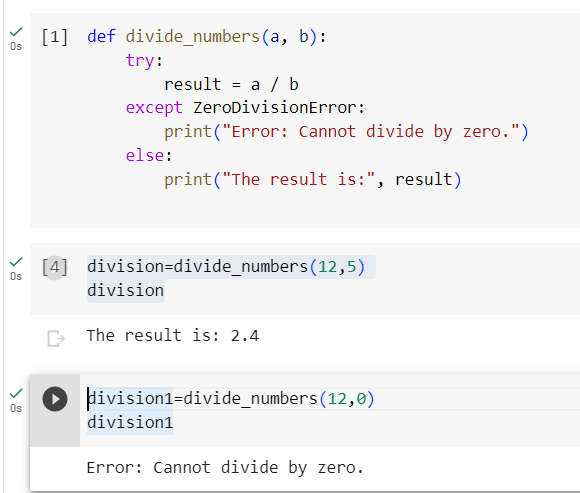 [1] def divide_numbers(a, b):
0s
try:
result = a / b
except ZeroDivisionError:
print("Error: Cannot divide by zero.")
else:
print("The result is:", result)
[4] division=divide_numbers(12,5)
0s
division
The result is: 2.4
division1=divide_numbers(12,0)
0s
division1
Error: Cannot divide by zero.